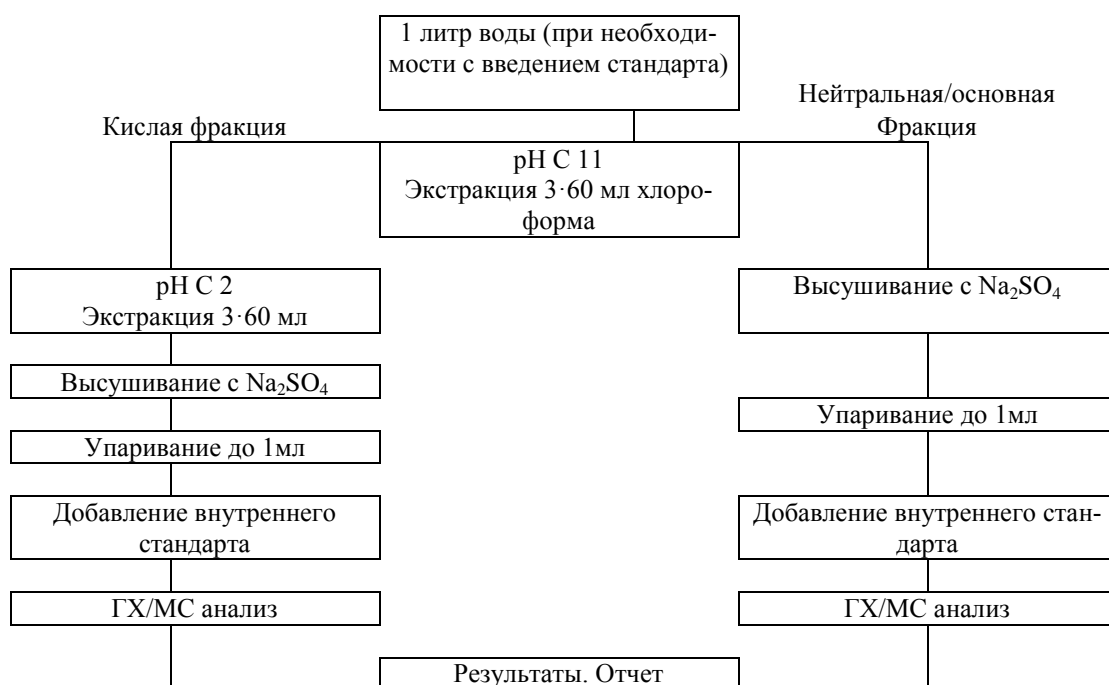 1 литр воды (при необходи-
мости с введением стандарта)
Нейтральная/основная
Фракция
Кислая фракция
pH С 11
Экстракция 3·60 мл хлоро-
форма
pH С 2
Экстракция 3·60 мл
Высушивание с Na₂SO₄
Высушивание с Na₂SO₄
Упаривание до 1мл
Упаривание до 1мл
Добавление внутреннего
стандарта
Добавление внутреннего стан-
дарта
ГХ/МС анализ
ГХ/МС анализ
Результаты. Отчет